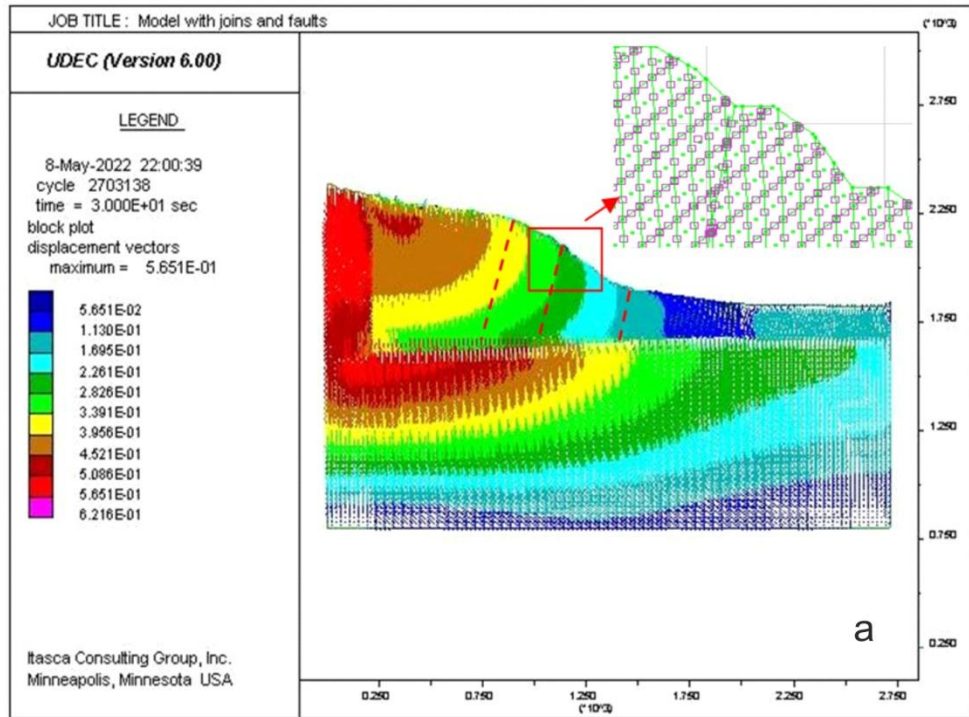 JOB TITLE : Model with joins and faults
(*10^3)
UDEC (Version 6.00)
LEGEND
8-May-2022 22:00:39
cycle 2703138
time = 3.000E+01 sec
block plot
displacement vectors
maximum = 5.651E-01
5.651E-02
1.130E-01
1.695E-01
2.261E-01
2.826E-01
3.391E-01
3.956E-01
4.521E-01
5.086E-01
5.651E-01
6.216E-01
Itasca Consulting Group, Inc.
Minneapolis, Minnesota USA
2.750
2.250
1.750
1.250
0.750
0.250
a
0.250
0.750
1.250
1.750
2.250
2.750
(*10^3)